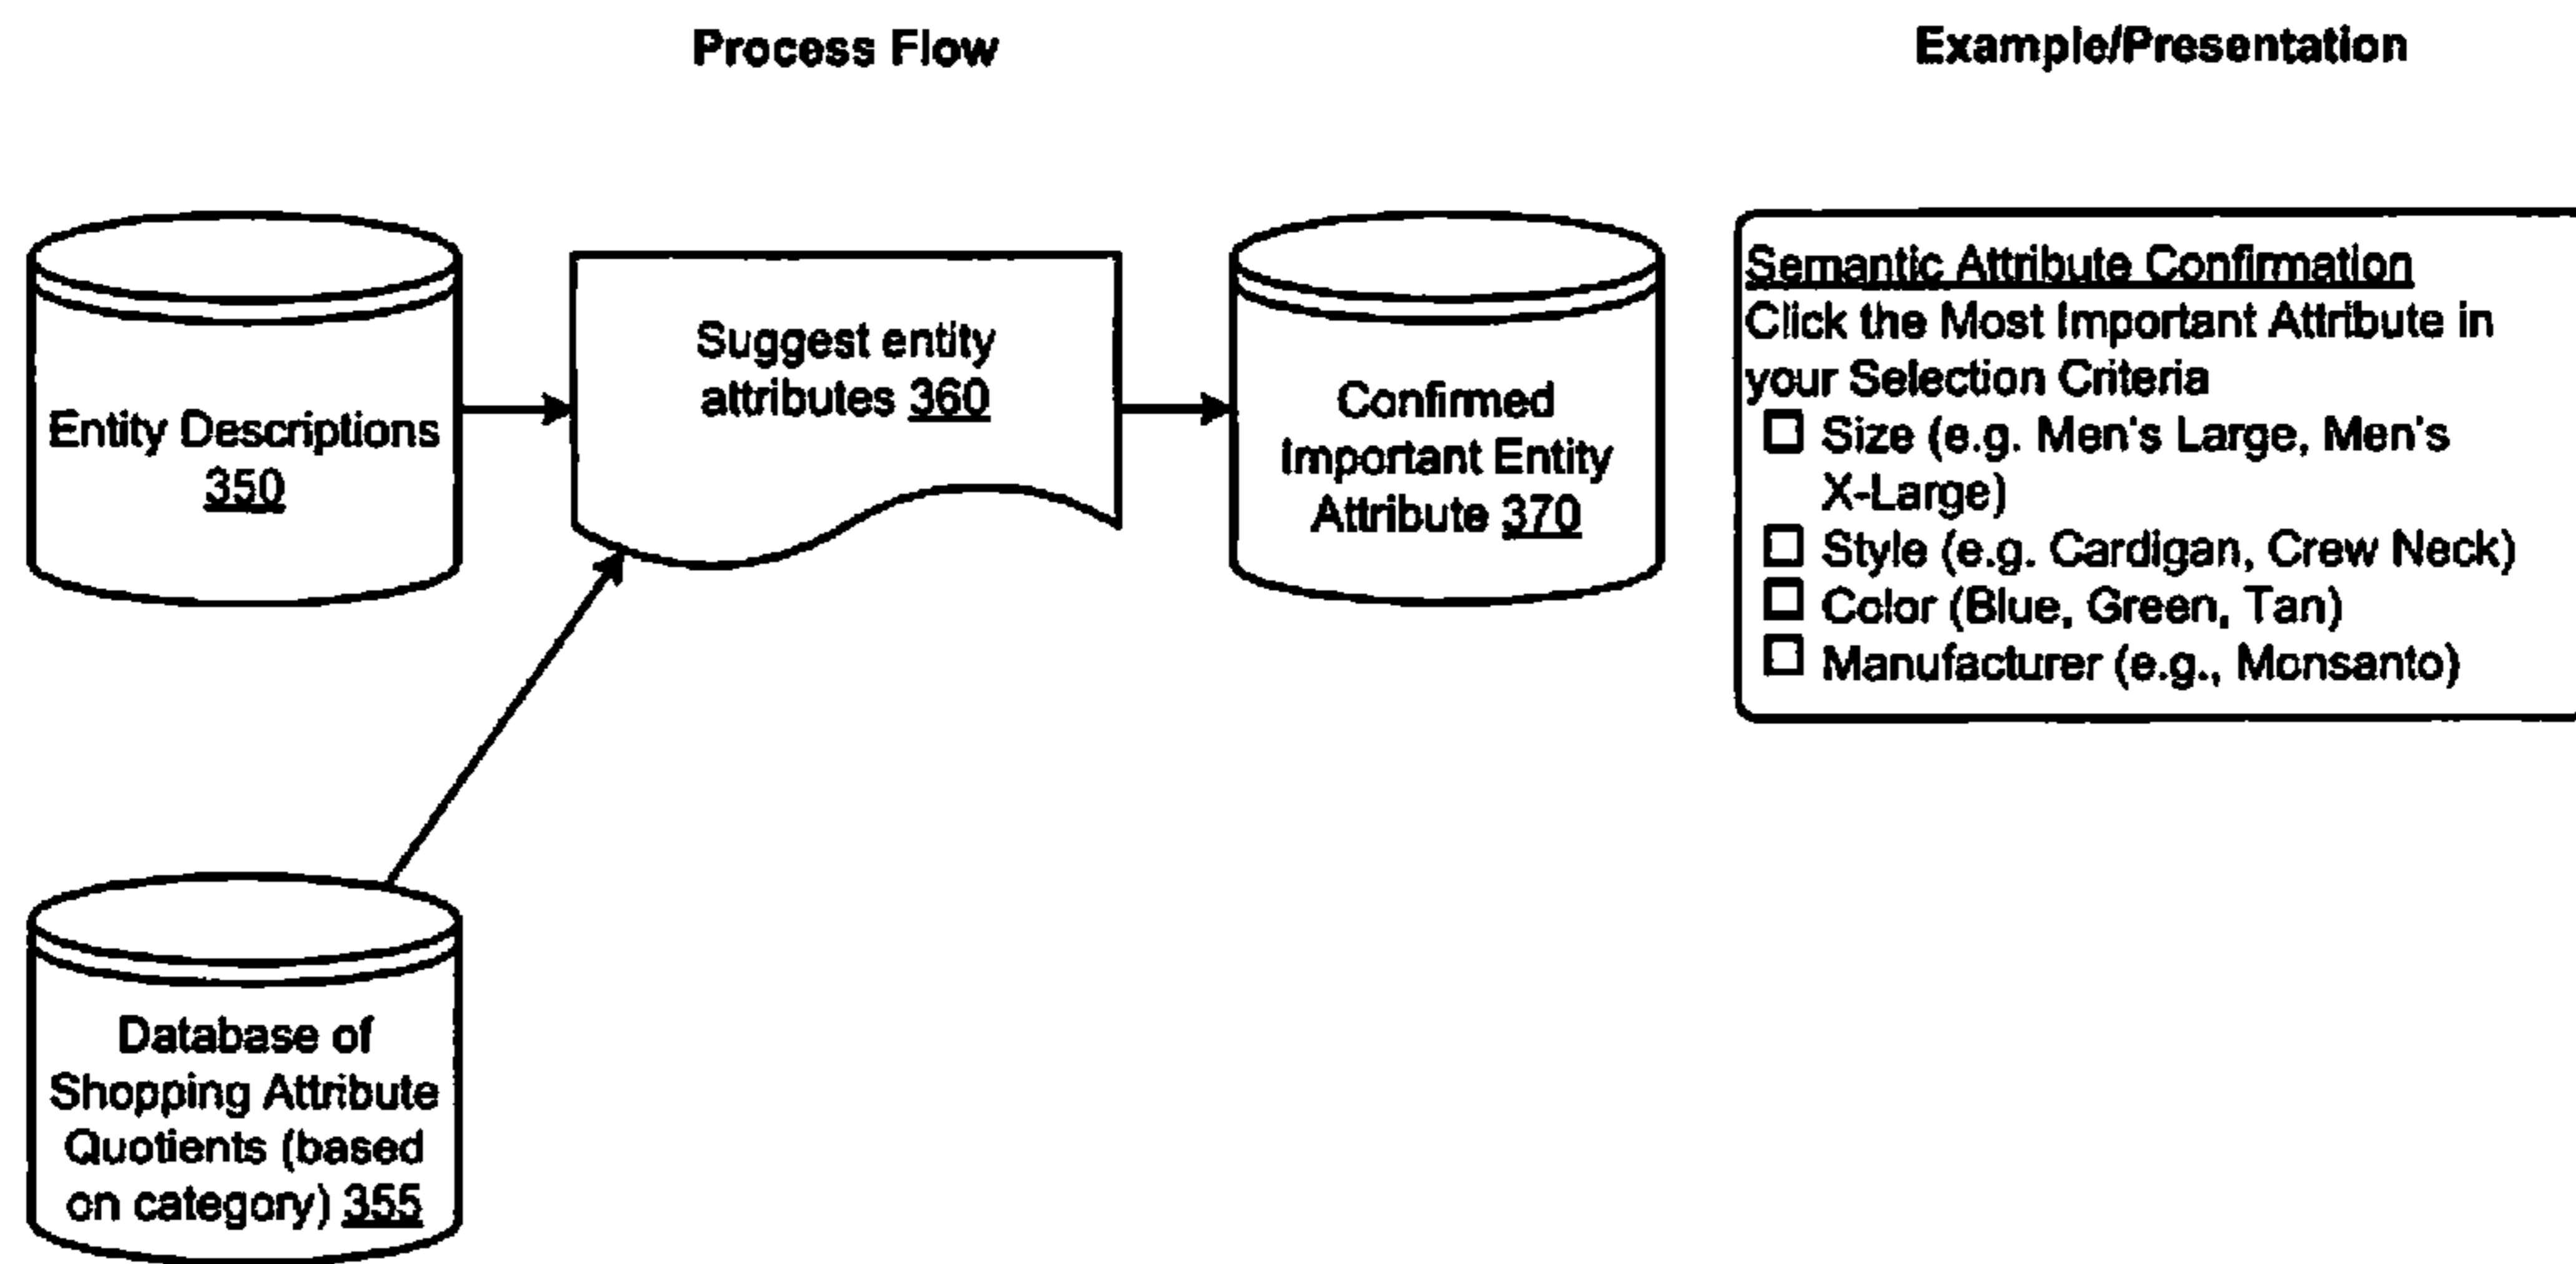 Process Flow
Example/Presentation
Entity Descriptions
350
Suggest entity
attributes 360
Confirmed
Important Entity
Attribute 370
Semantic Attribute Confirmation
Click the Most Important Attribute in
your Selection Criteria
Size (e.g. Men's Large, Men's
X-Large)
Style (e.g. Cardigan, Crew Neck)
Color (Blue, Green, Tan)
Manufacturer (e.g., Monsanto)
Database of
Shopping Attribute
Quotients (based
on category) 355